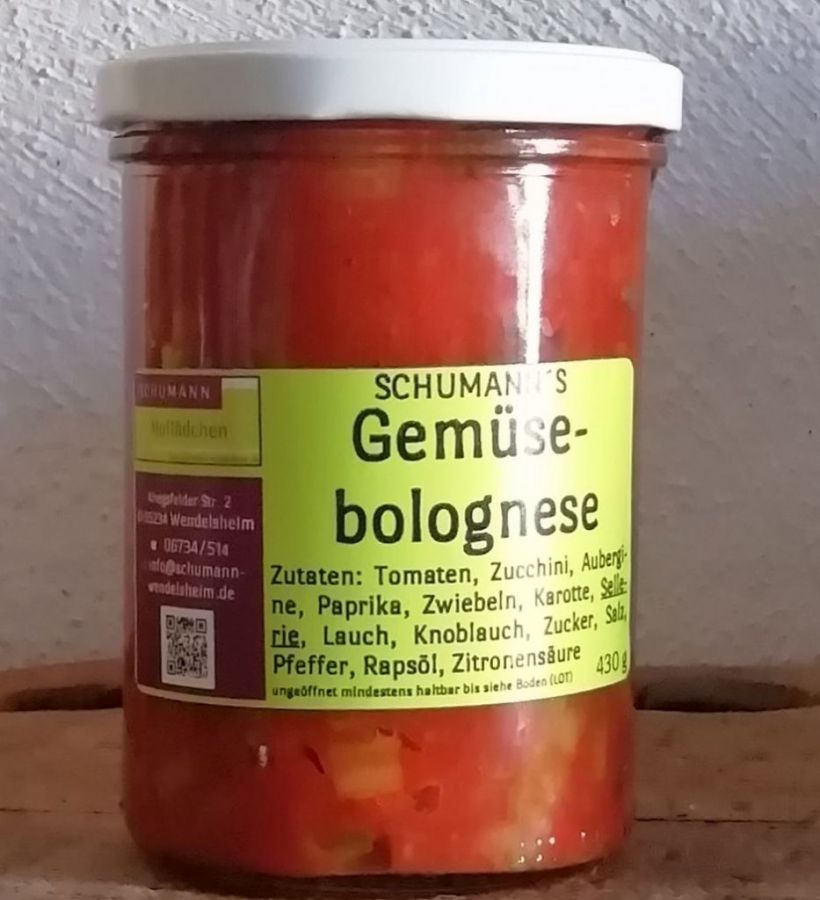 SCHUMANN
Hoflädchen
Kriegsfelder Str. 2
D-55234 Wendelsheim
06734/514
info@schumann-
wendelsheim.de
SCHUMANN´S
Gemüse-
bolognese
Zutaten: Tomaten, Zucchini, Aubergi-
ne, Paprika, Zwiebeln, Karotte, Selle-
rie, Lauch, Knoblauch, Zucker, Salz,
Pfeffer, Rapsöl, Zitronensäure
430 g
ungeöffnet mindestens haltbar bis siehe Boden (LOT)